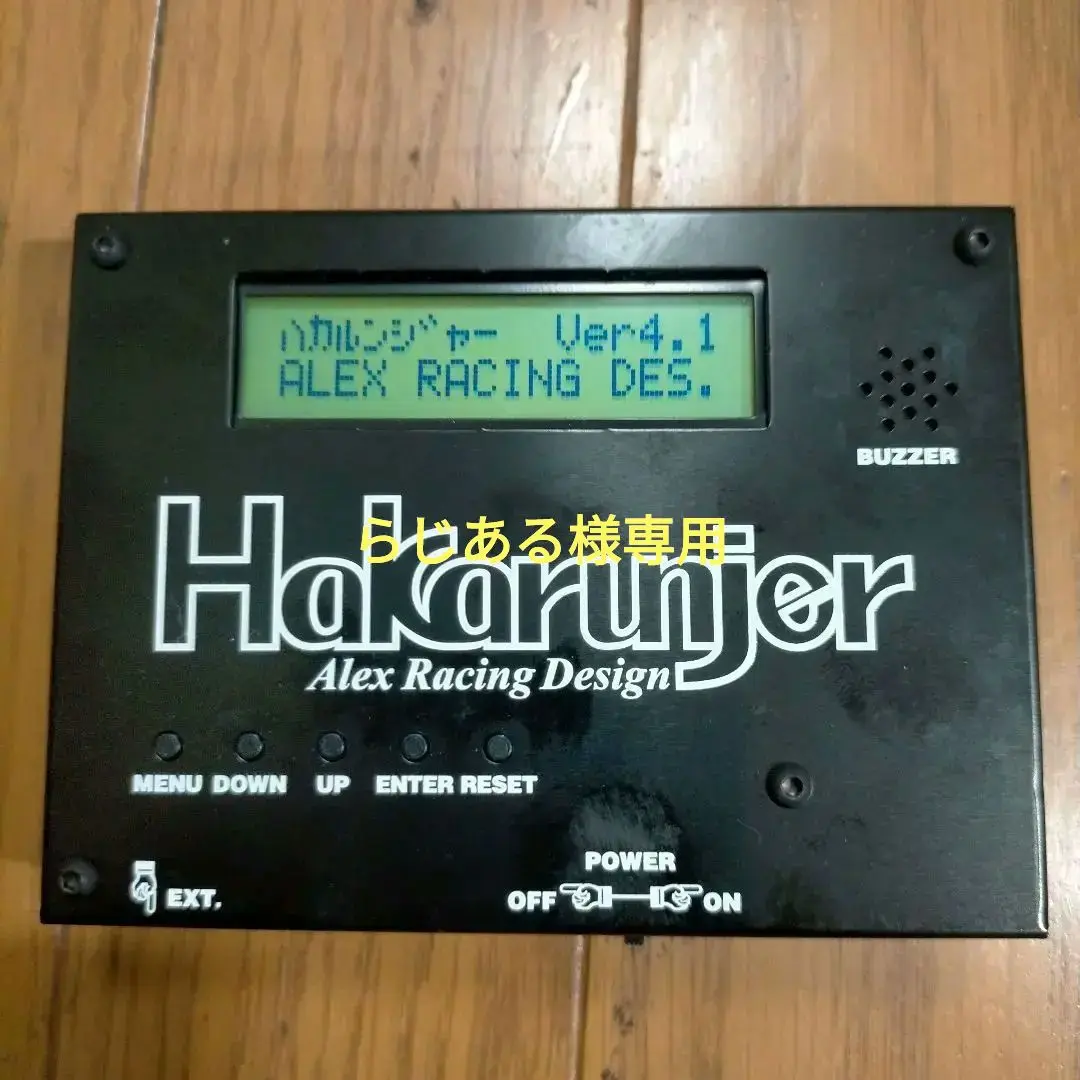 ハカルンジャー Ver4.1
ALEX RACING DES.
BUZZER
Hakarunjer
らじある様専用
Alex Racing Design
MENU DOWN UP ENTER RESET
POWER
EXT.
OFF ON